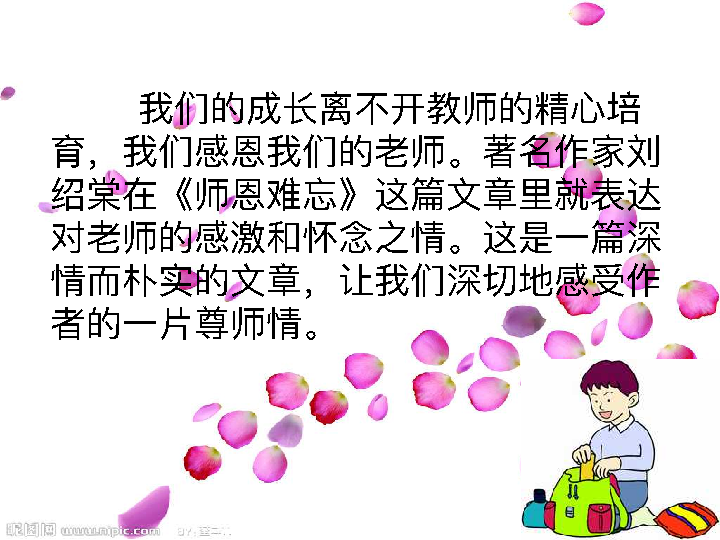 我们的成长离不开教师的精心培
育，我们感恩我们的老师。著名作家刘
绍棠在《师恩难忘》这篇文章里就表达
对老师的感激和怀念之情。这是一篇深
情而朴实的文章，让我们深切地感受作
者的一片尊师情。
昵图网 www.nipic.com